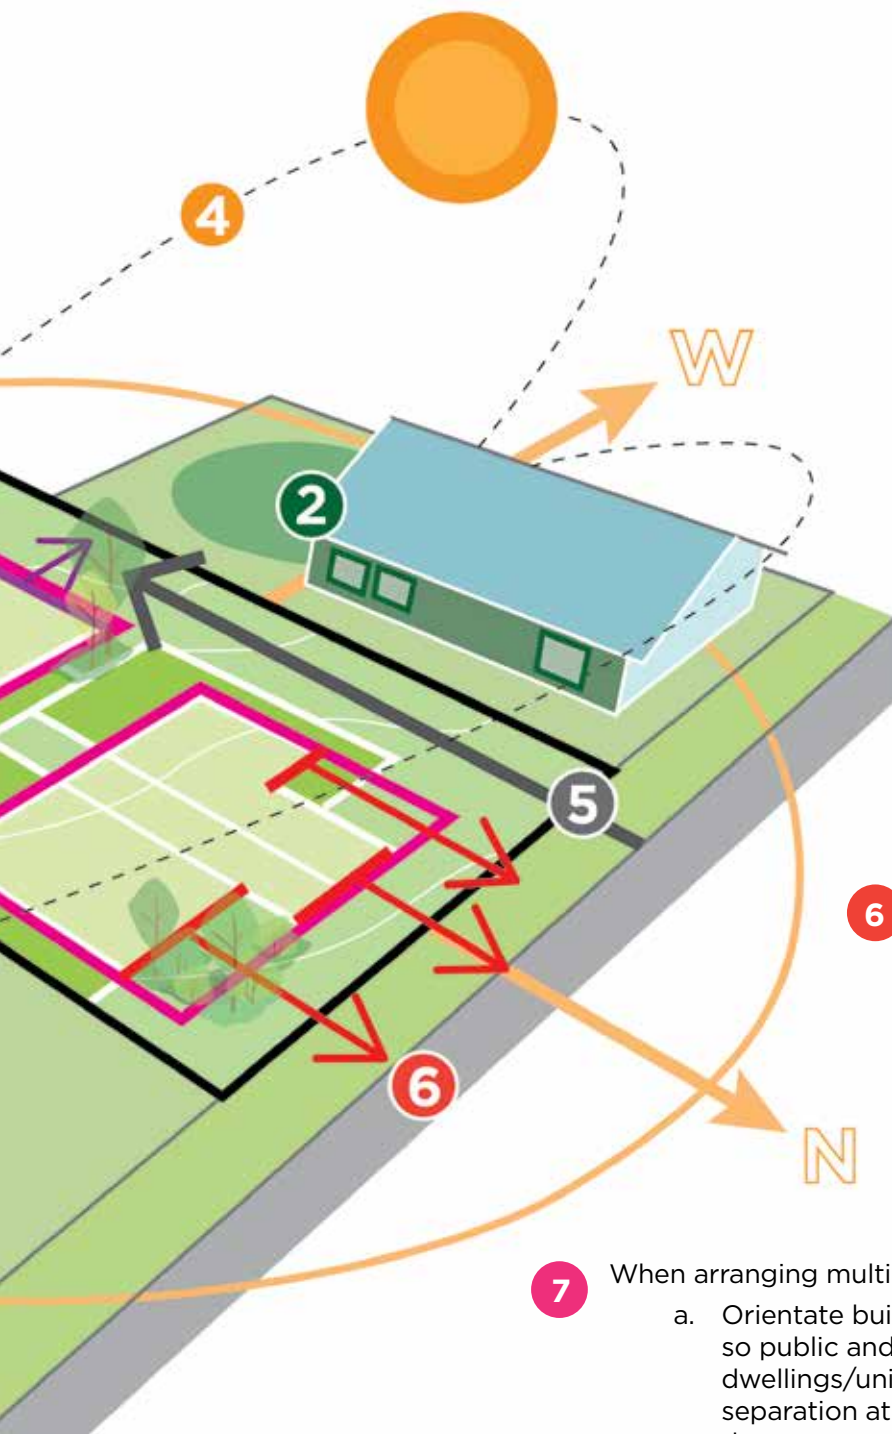 4
W
2
5
6
6
N
7
When arranging multi
a. Orientate bui
so public and
dwellings/uni
separation at